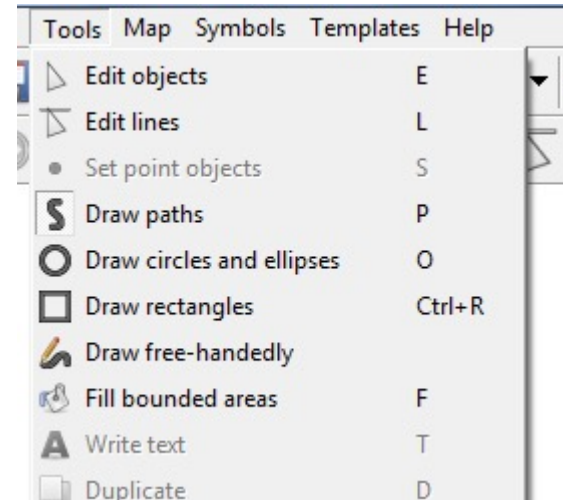 Tools Map Symbols Templates Help
Edit objects E
Edit lines L
Set point objects S
Draw paths P
Draw circles and ellipses O
Draw rectangles Ctrl+R
Draw free-handedly
Fill bounded areas F
Write text T
Duplicate D